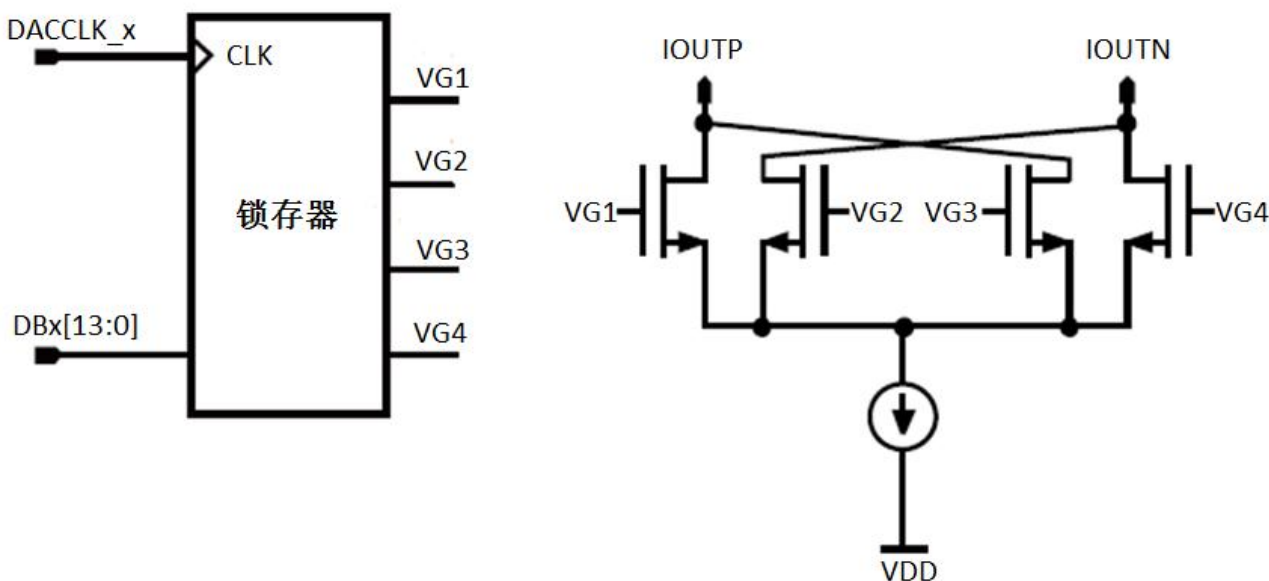 DACCLK_x
CLK
VG1
VG2
锁存器
VG3
DBx[13:0]
VG4
IOUTP
IOUTN
VG1
VG2
VG3
VG4
VDD